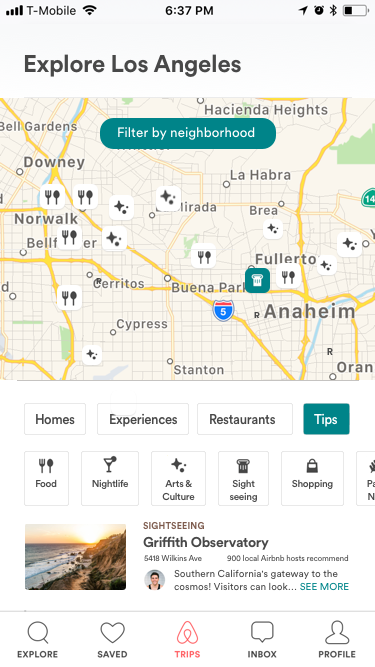 T-Mobile 6:37 PM
Explore Los Angeles
Hacienda Heights
Bell Gardens
Filter by neighborhood
Downey
La Habra
14
Norwalk
Mirada
Brea
Bellf er
Fullerto
Cerritos
Buena Park
Anaheim
5
R
Cypress
R
Stanton
Oran
Homes Experiences Restaurants Tips
Food Nightlife Arts & Culture Sight seeing Shopping Pa N
SIGHTSEEING
Griffith Observatory
5418 Wilkins Ave 900 local Airbnb hosts recommend
Southern California's gateway to the
cosmos! Visitors can look... SEE MORE
EXPLORE SAVED TRIPS INBOX PROFILE